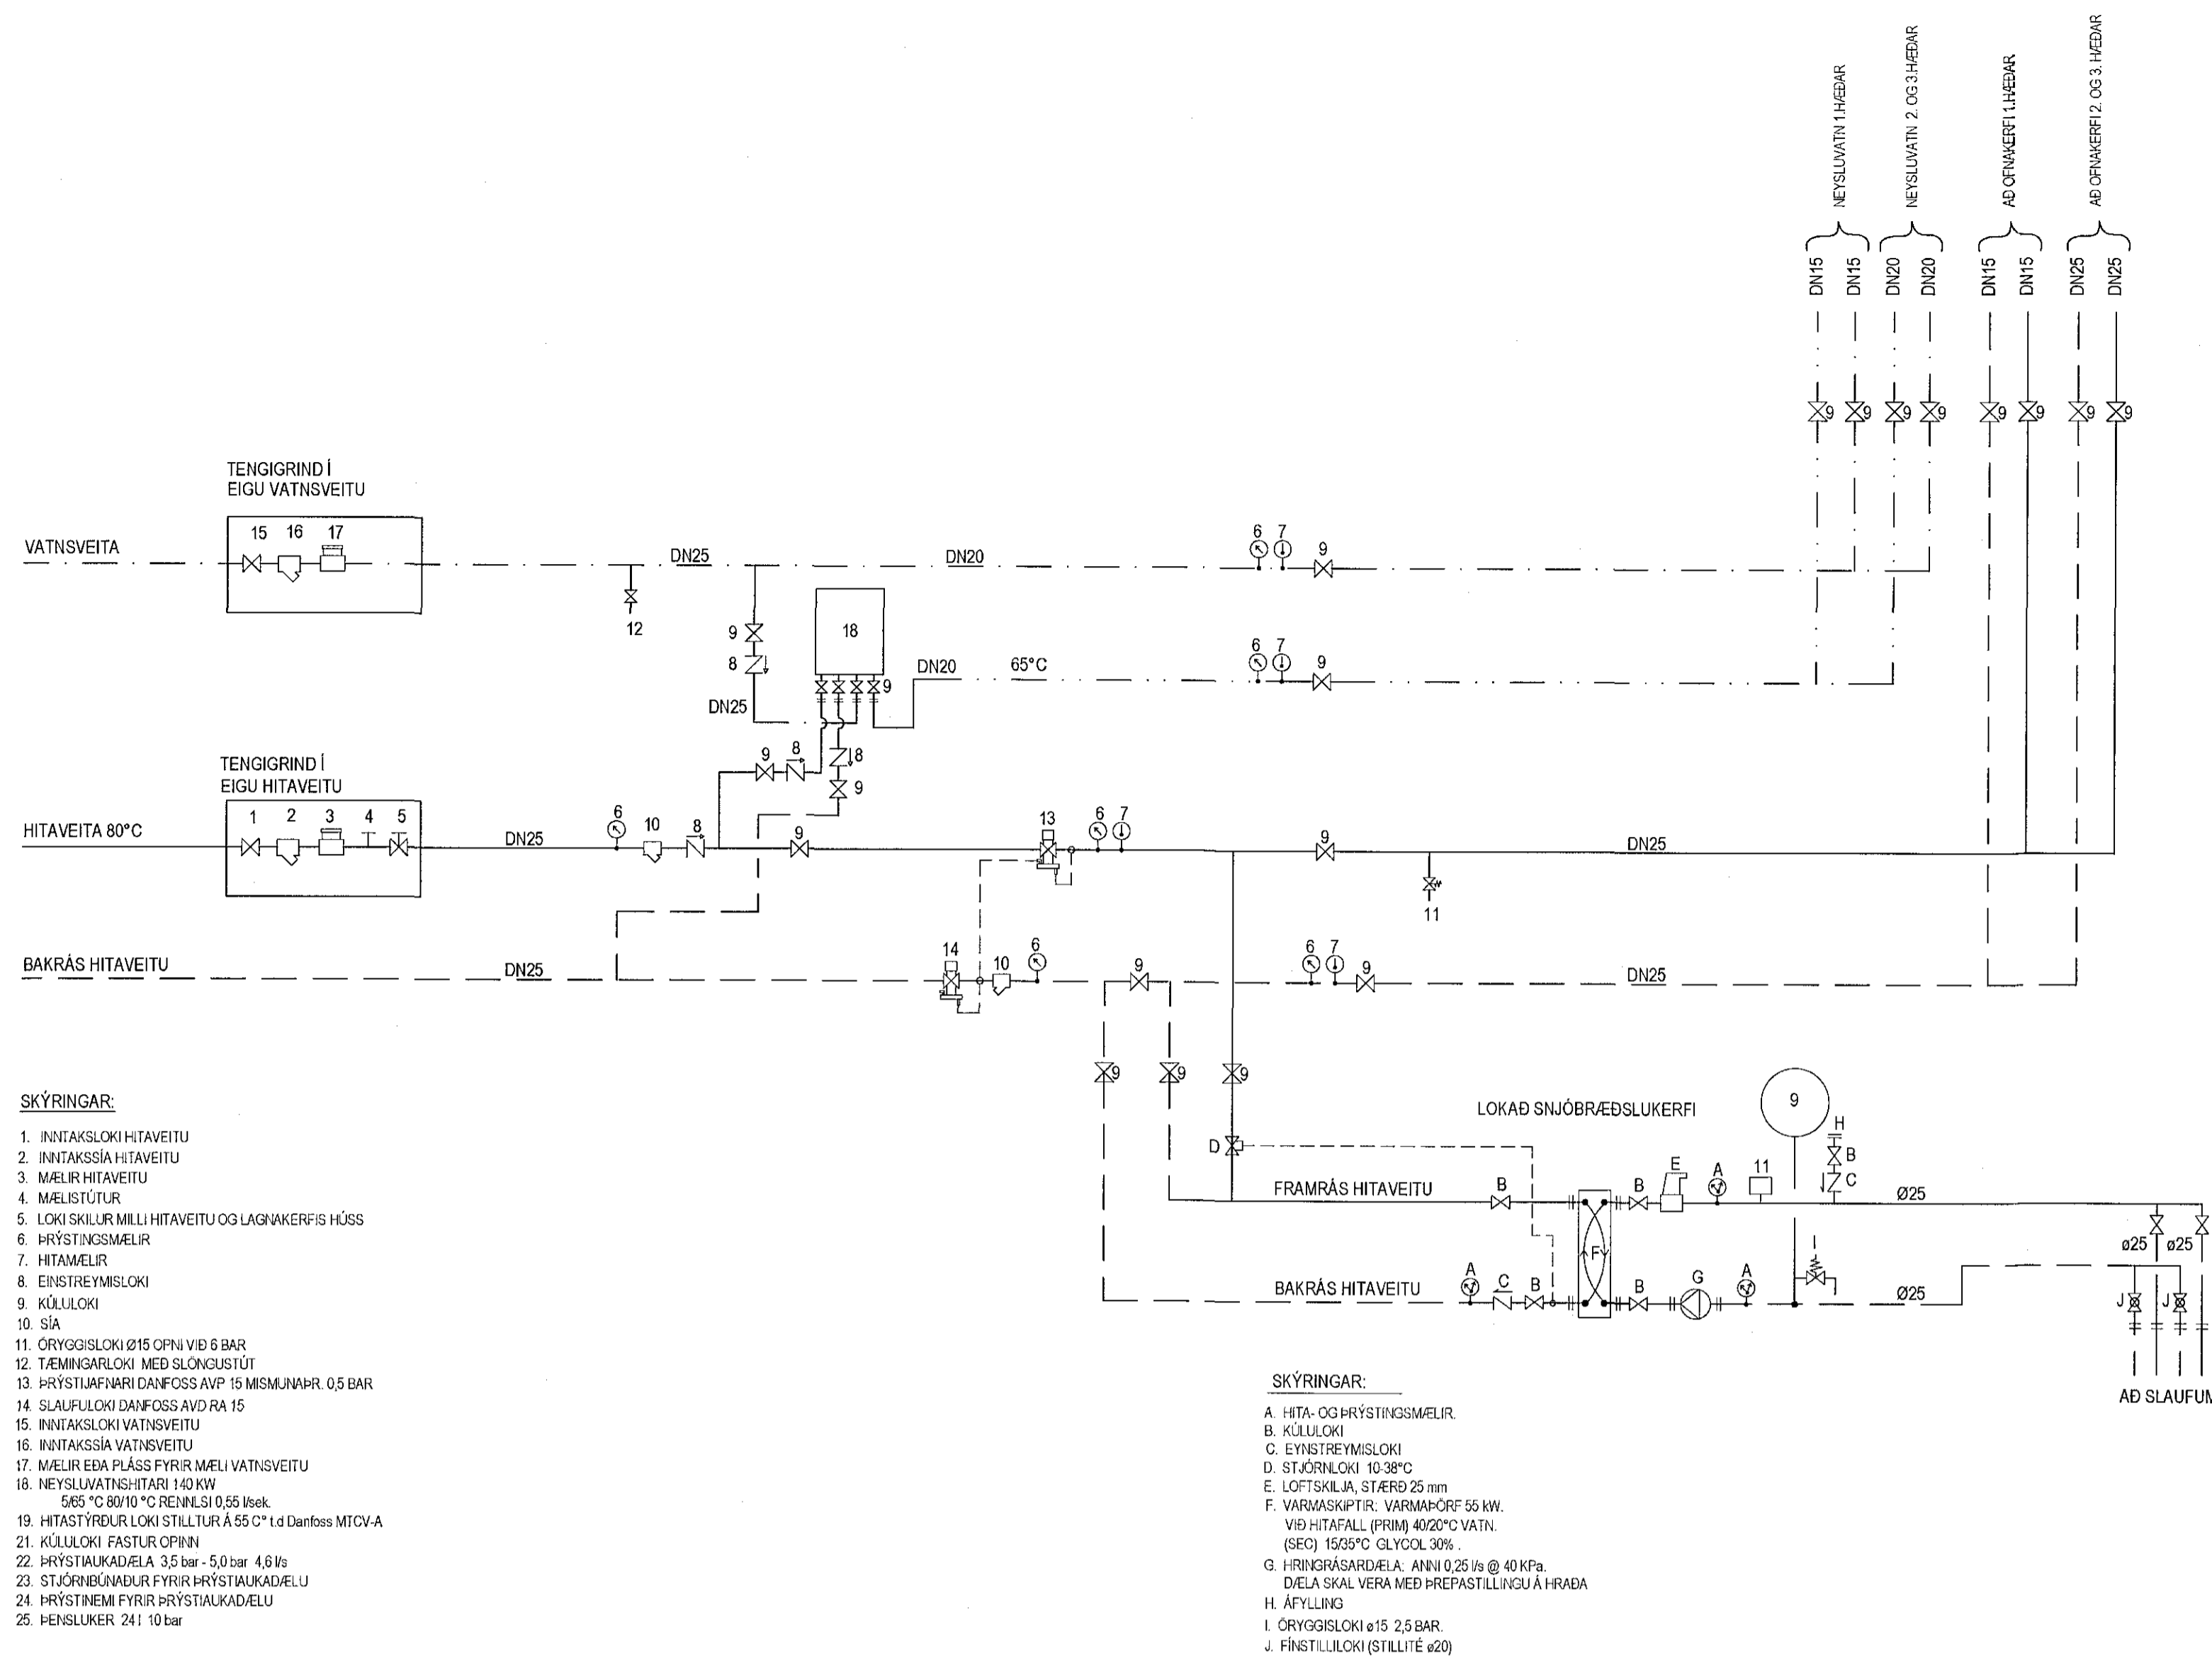 NEYSLUVATN 1.HÆÐAR
NEYSLUVATN 2. OG 3.HÆÐAR
AÐ OFNAKERFI 1.HÆÐAR
AÐ OFNAKERFI 2. OG 3. HÆÐAR
DN15 DN15 DN20 DN20 DN15 DN15 DN25 DN25
9 9 9 9 9 9 9 9
TENGIGRIND Í
EIGU VATNSVEITU
15 16 17
VATNSVEITA
DN25
DN20
6 7 9
12
9
8
18
9
DN25
DN20
65°C
6 7 9
9 8
8
9
TENGIGRIND Í
EIGU HITAVEITU
1 2 3 4 5
HITAVEITA 80°C
DN25
6 10 8
9
13 6 7
9
DN25
11
BAKRÁS HITAVEITU
DN25
14 10 6
9
6 7 9
DN25
9 9 9
LOKAÐ SNJÓBRÆÐSLUKERFI
9
H
B
C
D
FRAMRÁS HITAVEITU
B
B E A 11
Ø25
F
ø25 ø25
BAKRÁS HITAVEITU
A C B
B G A
Ø25
J J
AÐ SLAUFUM
SKÝRINGAR:
1. INNTAKSLOKI HITAVEITU
2. INNTAKSSÍA HITAVEITU
3. MÆLIR HITAVEITU
4. MÆLISTÚTUR
5. LOKI SKILUR MILLI HITAVEITU OG LAGNAKERFIS HÚSS
6. ÞRÝSTINGSMÆLIR
7. HITAMÆLIR
8. EINSTREYMISLOKI
9. KÚLULOKI
10. SÍA
11. ÖRYGGISLOKI Ø15 OPNI VIÐ 6 BAR
12. TÆMINGARLOKI MEÐ SLÖNGUSTÚT
13. ÞRÝSTIJAFNARI DANFOSS AVP 15 MISMUNAÞR. 0,5 BAR
14. SLAUFULOKI DANFOSS AVD RA 15
15. INNTAKSLOKI VATNSVEITU
16. INNTAKSSÍA VATNSVEITU
17. MÆLIR EÐA PLÁSS FYRIR MÆLI VATNSVEITU
18. NEYSLUVATNSHITARI 140 KW
5/65 °C 80/10 °C RENNLSI 0,55 l/sek.
19. HITASTÝRÐUR LOKI STILLTUR Á 55 C° t.d Danfoss MTCV-A
21. KÚLULOKI FASTUR OPINN
22. ÞRÝSTIAUKADÆLA 3,5 bar - 5,0 bar 4,6 l/s
23. STJÓRNBÚNAÐUR FYRIR ÞRÝSTIAUKADÆLU
24. ÞRÝSTINEMI FYRIR ÞRÝSTIAUKADÆLU
25. ÞENSLUKER 24 l 10 bar
SKÝRINGAR:
A. HITA- OG ÞRÝSTINGSMÆLIR.
B. KÚLULOKI
C. EYNSTREYMISLOKI
D. STJÓRNLOKI 10-38°C
E. LOFTSKILJA, STÆRÐ 25 mm
F. VARMASKIPTIR: VARMAÞÖRF 55 kW.
VIÐ HITAFALL (PRIM) 40/20°C VATN.
(SEC) 15/35°C GLYCOL 30% .
G. HRINGRÁSARDÆLA: ANNI 0,25 l/s @ 40 KPa.
DÆLA SKAL VERA MEÐ ÞREPASTILLINGU Á HRAÐA
H. ÁFYLLING
I. ÖRYGGISLOKI ø15 2,5 BAR.
J. FÍNSTILLILOKI (STILLITÉ ø20)